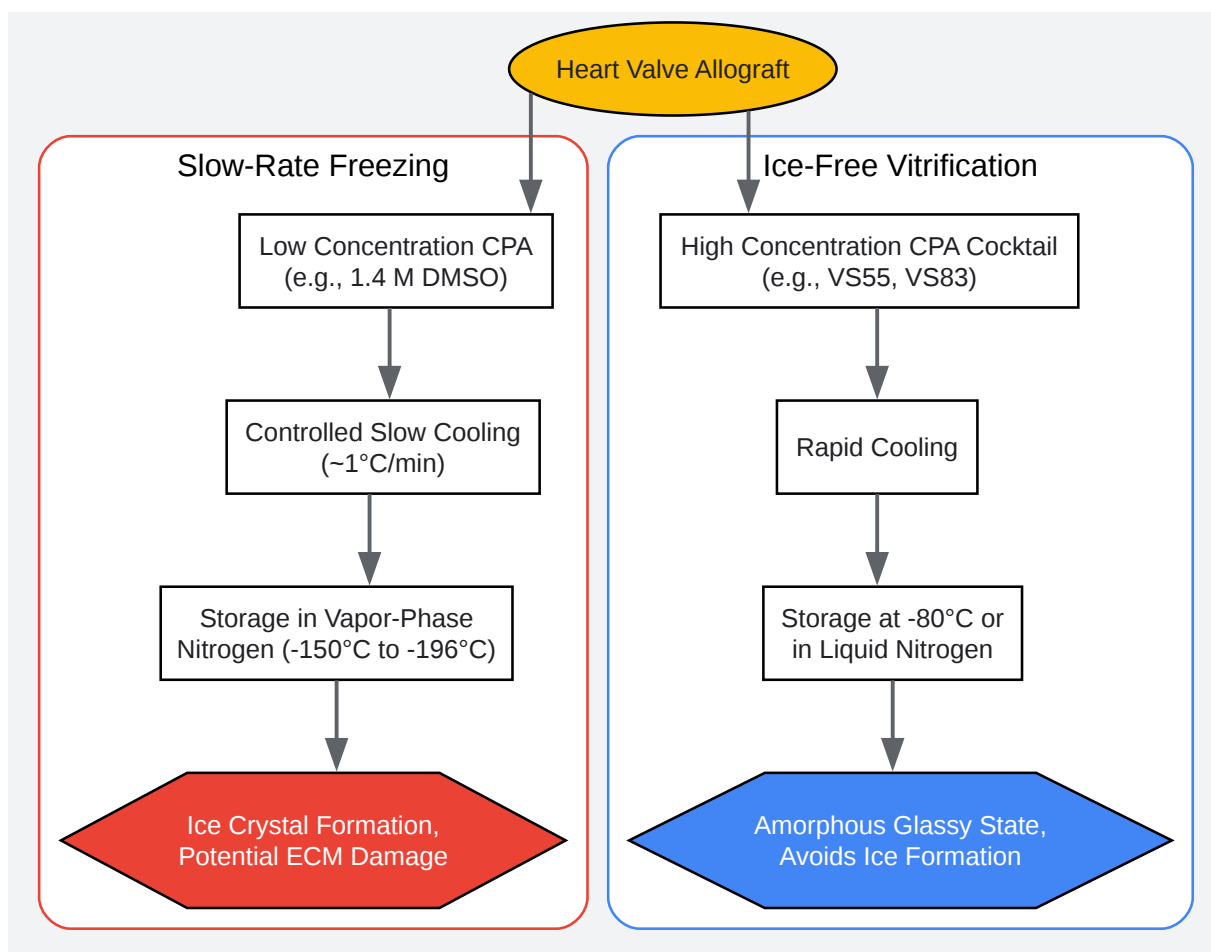 Heart Valve Allograft
Slow-Rate Freezing
Low Concentration CPA
(e.g., 1.4 M DMSO)
Controlled Slow Cooling
(~1°C/min)
Storage in Vapor-Phase
Nitrogen (-150°C to -196°C)
Ice Crystal Formation,
Potential ECM Damage
Ice-Free Vitrification
High Concentration CPA Cocktail
(e.g., VS55, VS83)
Rapid Cooling
Storage at -80°C or
in Liquid Nitrogen
Amorphous Glassy State,
Avoids Ice Formation